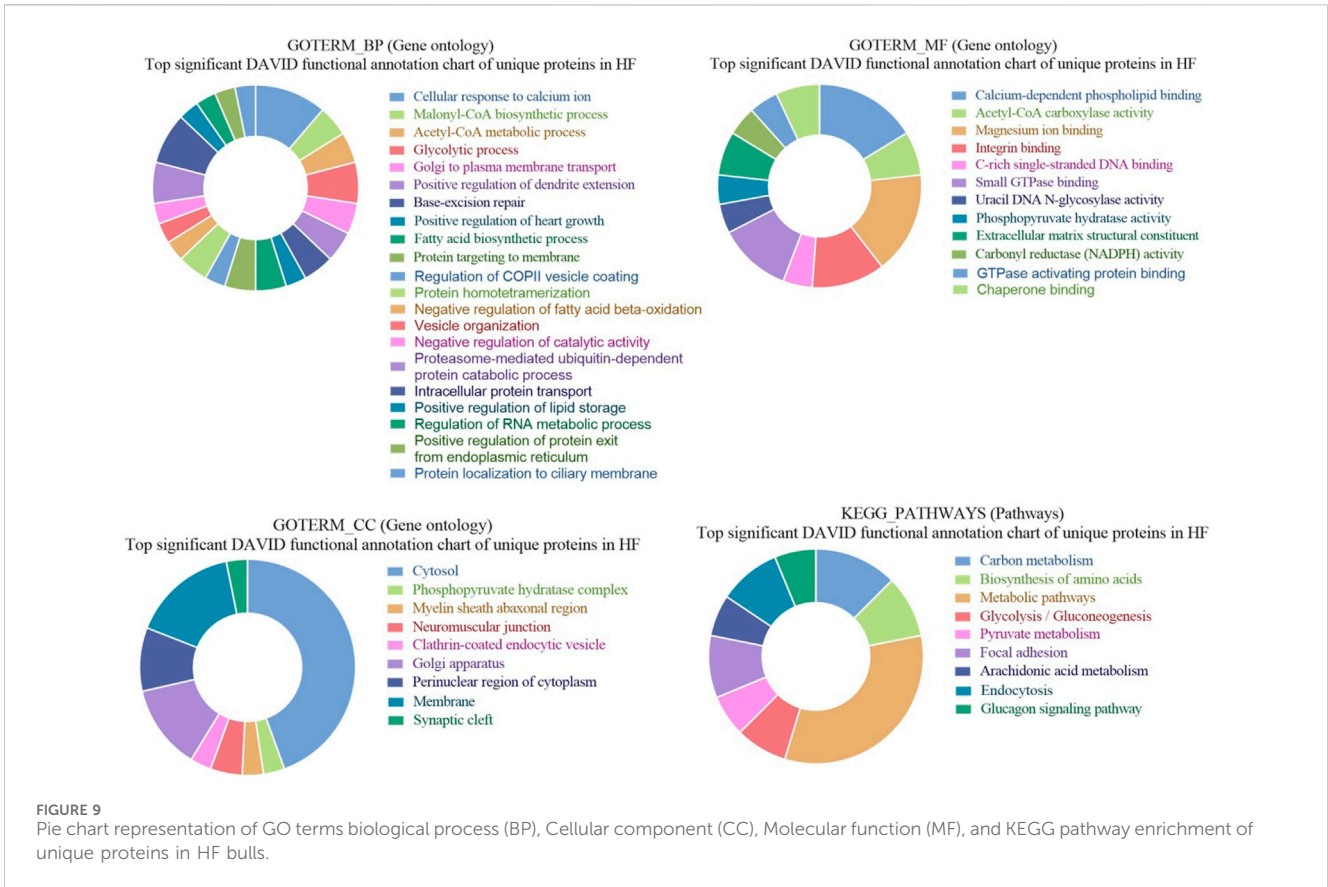 GOTERM_BP (Gene ontology)
Top significant DAVID functional annotation chart of unique proteins in HF
Cellular response to calcium ion
Malonyl-CoA biosynthetic process
Acetyl-CoA metabolic process
Glycolytic process
Golgi to plasma membrane transport
Positive regulation of dendrite extension
Base-excision repair
Positive regulation of heart growth
Fatty acid biosynthetic process
Protein targeting to membrane
Regulation of COPII vesicle coating
Protein homotetramerization
Negative regulation of fatty acid beta-oxidation
Vesicle organization
Negative regulation of catalytic activity
Proteasome-mediated ubiquitin-dependent
protein catabolic process
Intracellular protein transport
Positive regulation of lipid storage
Regulation of RNA metabolic process
Positive regulation of protein exit
from endoplasmic reticulum
Protein localization to ciliary membrane
GOTERM_MF (Gene ontology)
Top significant DAVID functional annotation chart of unique proteins in HF
Calcium-dependent phospholipid binding
Acetyl-CoA carboxylase activity
Magnesium ion binding
Integrin binding
C-rich single-stranded DNA binding
Small GTPase binding
Uracil DNA N-glycosylase activity
Phosphopyruvate hydratase activity
Extracellular matrix structural constituent
Carbonyl reductase (NADPH) activity
GTPase activating protein binding
Chaperone binding
GOTERM_CC (Gene ontology)
Top significant DAVID functional annotation chart of unique proteins in HF
Cytosol
Phosphopyruvate hydratase complex
Myelin sheath abaxonal region
Neuromuscular junction
Clathrin-coated endocytic vesicle
Golgi apparatus
Perinuclear region of cytoplasm
Membrane
Synaptic cleft
KEGG_PATHWAYS (Pathways)
Top significant DAVID functional annotation chart of unique proteins in HF
Carbon metabolism
Biosynthesis of amino acids
Metabolic pathways
Glycolysis / Gluconeogenesis
Pyruvate metabolism
Focal adhesion
Arachidonic acid metabolism
Endocytosis
Glucagon signaling pathway
FIGURE 9
Pie chart representation of GO terms biological process (BP), Cellular component (CC), Molecular function (MF), and KEGG pathway enrichment of
unique proteins in HF bulls.